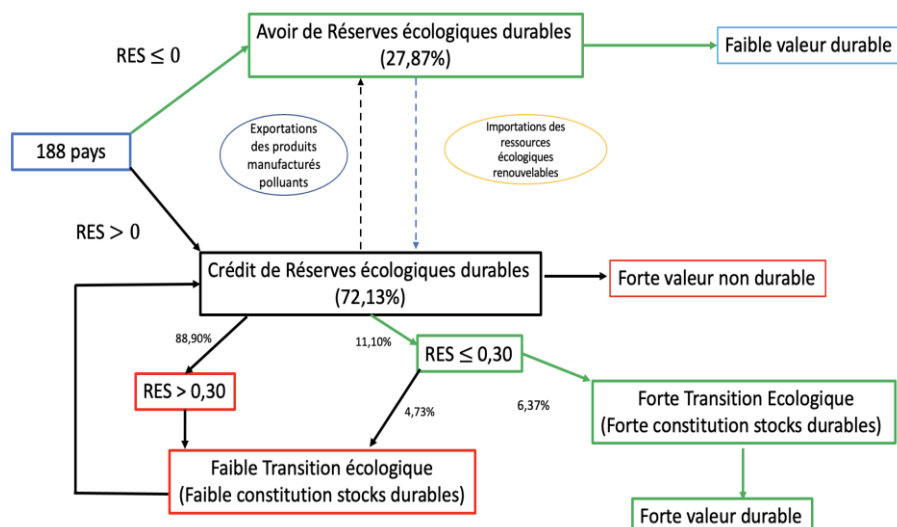 Avoir de Réserves écologiques durables
(27,87%)
Faible valeur durable
RES ≤ 0
Exportations
des produits
manufacturés
polluants
Importations des
ressources
écologiques
renouvelables
188 pays
RES > 0
Crédit de Réserves écologiques durables
(72,13%)
Forte valeur non durable
88,90%
11,10%
RES ≤ 0,30
RES > 0,30
4,73%
6,37%
Forte Transition Ecologique
(Forte constitution stocks durables)
Faible Transition écologique
(Faible constitution stocks durables)
Forte valeur durable